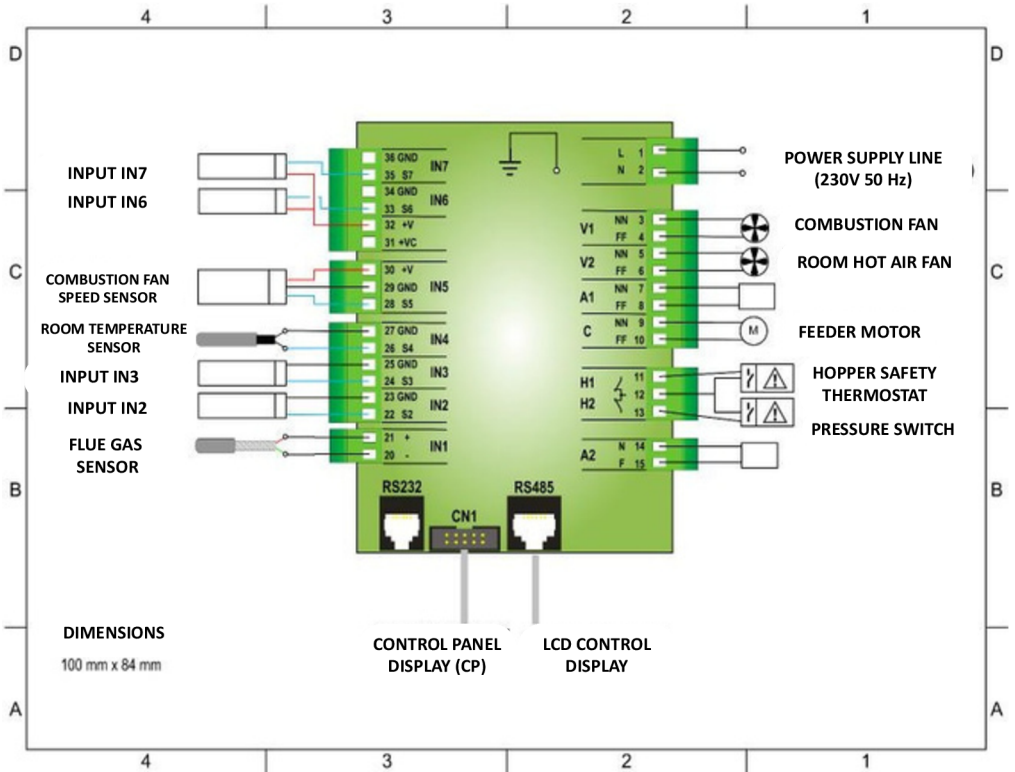 4 3 2 1
D D
INPUT IN7
INPUT IN6
COMBUSTION FAN
SPEED SENSOR
ROOM TEMPERATURE
SENSOR
INPUT IN3
INPUT IN2
FLUE GAS
SENSOR
36 GND
35 S7
IN7
34 GND
33 S6
IN6
32 +V
31 +VC
30 +V
29 GND
28 S5
IN5
27 GND
26 S4
IN4
25 GND
24 S3
IN3
23 GND
22 S2
IN2
21 +
20 -
IN1
L 1
N 2
V1
NN 3
FF 4
V2
NN 5
FF 6
A1
NN 7
FF 8
C
NN 9
FF 10
H1
H2
11
12
13
A2
N 14
F 15
POWER SUPPLY LINE
(230V 50 Hz)
COMBUSTION FAN
ROOM HOT AIR FAN
M
FEEDER MOTOR
HOPPER SAFETY
THERMOSTAT
PRESSURE SWITCH
C C
B B
RS232
CN1
RS485
DIMENSIONS
100 mm x 84 mm
CONTROL PANEL
DISPLAY (CP)
LCD CONTROL
DISPLAY
A A
4 3 2 1